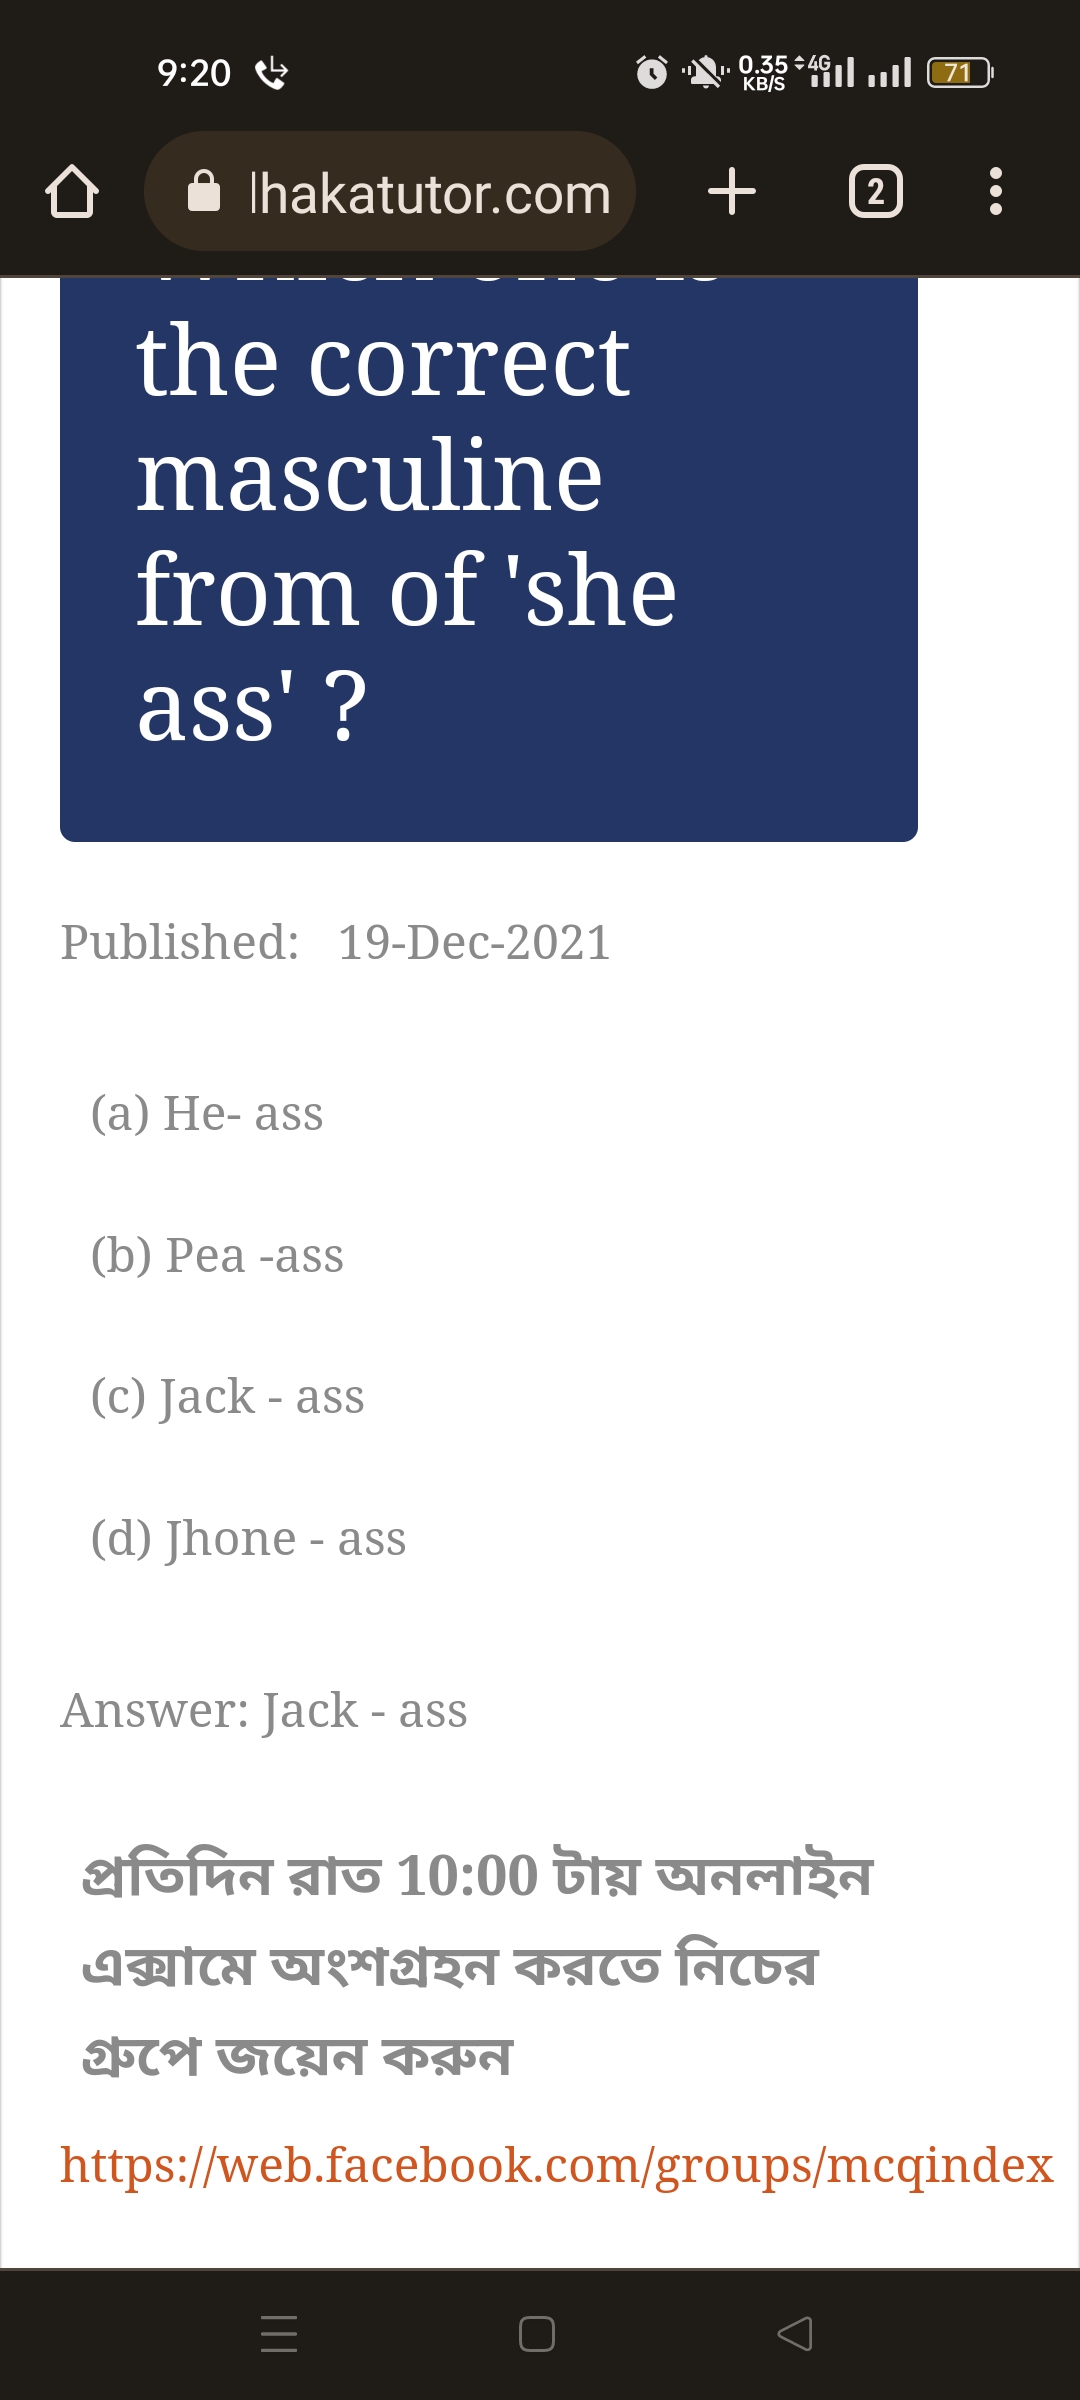 9:20
0.35 KB/S 4G 71
hakatutor.com
2
the correct
masculine
from of 'she
ass' ?
Published: 19-Dec-2021
(a) He- ass
(b) Pea -ass
(c) Jack - ass
(d) Jhone - ass
Answer: Jack - ass
প্রতিদিন রাত 10:00 টায় অনলাইন
এক্সামে অংশগ্রহন করতে নিচের
গ্রুপে জয়েন করুন
https://web.facebook.com/groups/mcqindex